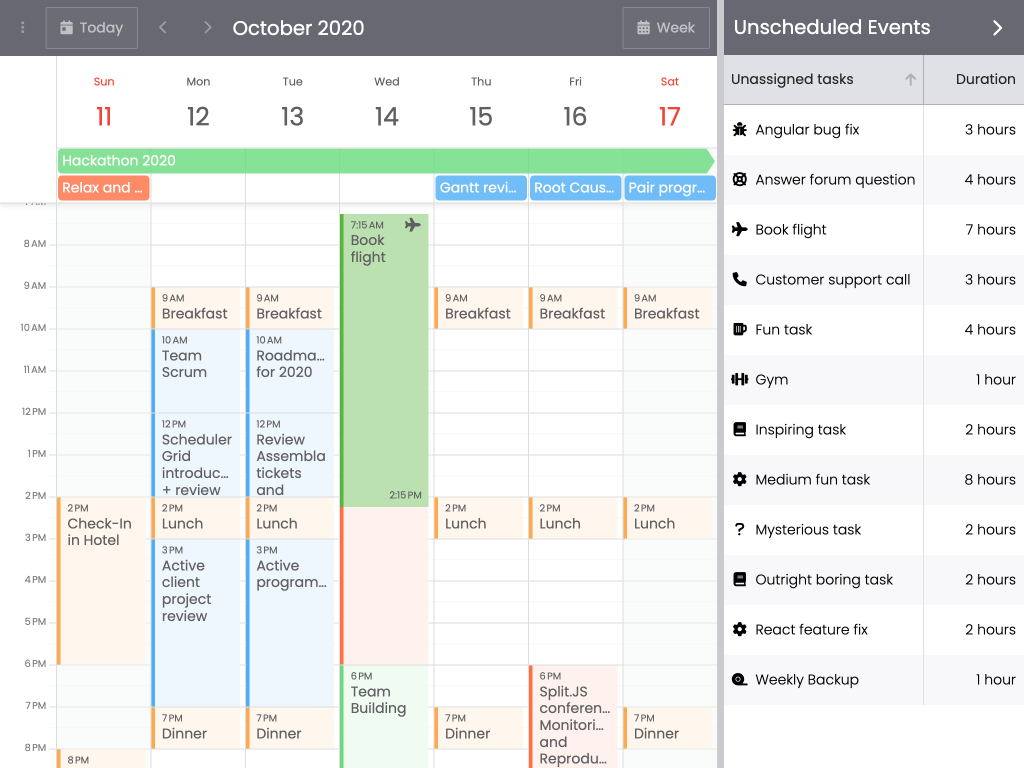 Today
October 2020
Week
Sun
Mon
Tue
Wed
Thu
Fri
Sat
11
12
13
14
15
16
17
Hackathon 2020
Relax and ...
Gantt revi...
Root Caus...
Pair progr...
8 AM
9 AM
10 AM
11 AM
12 PM
1 PM
2 PM
3 PM
4 PM
5 PM
6 PM
7 PM
8 PM
2 PM
Check-In
in Hotel
8 PM
9 AM
Breakfast
10 AM
Team
Scrum
12 PM
Scheduler
Grid
introduc...
+ review
2 PM
Lunch
3 PM
Active
client
project
review
7 PM
Dinner
9 AM
Breakfast
10 AM
Roadma...
for 2020
12 PM
Review
Assembla
tickets
and
2 PM
Lunch
3 PM
Active
program...
7 PM
Dinner
7:15 AM
Book
flight
2:15 PM
6 PM
Team
Building
9 AM
Breakfast
2 PM
Lunch
7 PM
Dinner
9 AM
Breakfast
2 PM
Lunch
6 PM
Split.JS
conferen...
Monitori...
and
Reprodu...
9 AM
Breakfast
2 PM
Lunch
7 PM
Dinner
Unscheduled Events
Unassigned tasks
Duration
Angular bug fix 3 hours
Answer forum question 4 hours
Book flight 7 hours
Customer support call 3 hours
Fun task 4 hours
Gym 1 hour
Inspiring task 2 hours
Medium fun task 8 hours
Mysterious task 2 hours
Outright boring task 2 hours
React feature fix 2 hours
Weekly Backup 1 hour